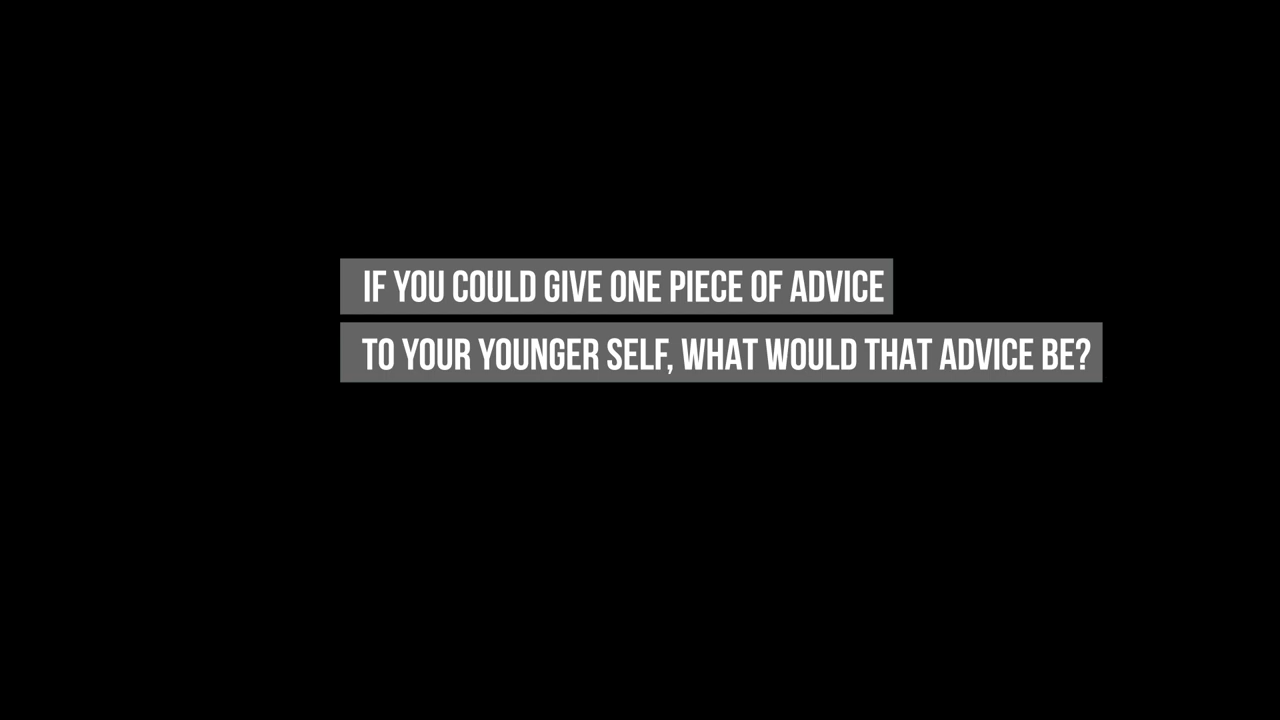 IF YOU COULD GIVE ONE PIECE OF ADVICE
TO YOUR YOUNGER SELF, WHAT WOULD THAT ADVICE BE?